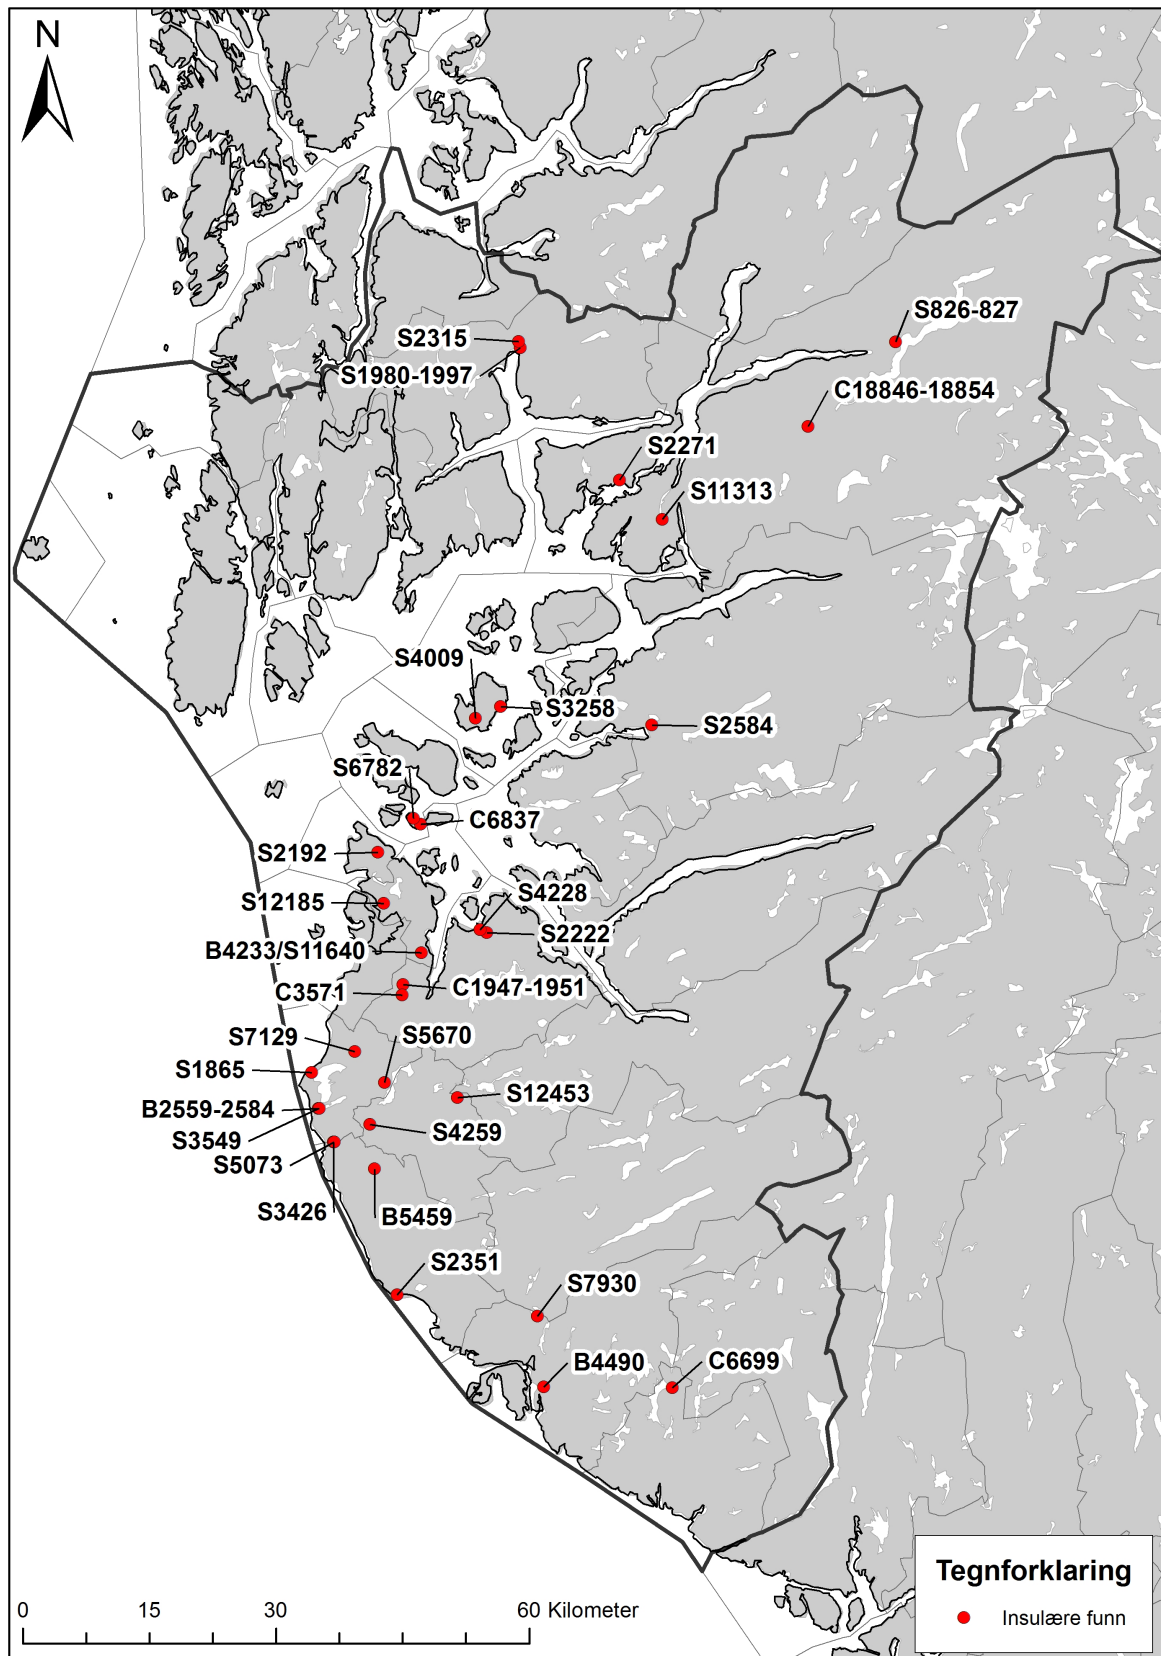 N
S826-827
S2315
S1980-1997
C18846-18854
S2271
S11313
S4009
S3258
S2584
S6782
C6837
S2192
S4228
S12185
S2222
B4233/S11640
C1947-1951
C3571
S5670
S7129
S1865
S12453
B2559-2584
S4259
S3549
S5073
S3426
B5459
S2351
S7930
B4490
C6699
Tegnforklaring
Insulære funn
0 15 30 60 Kilometer